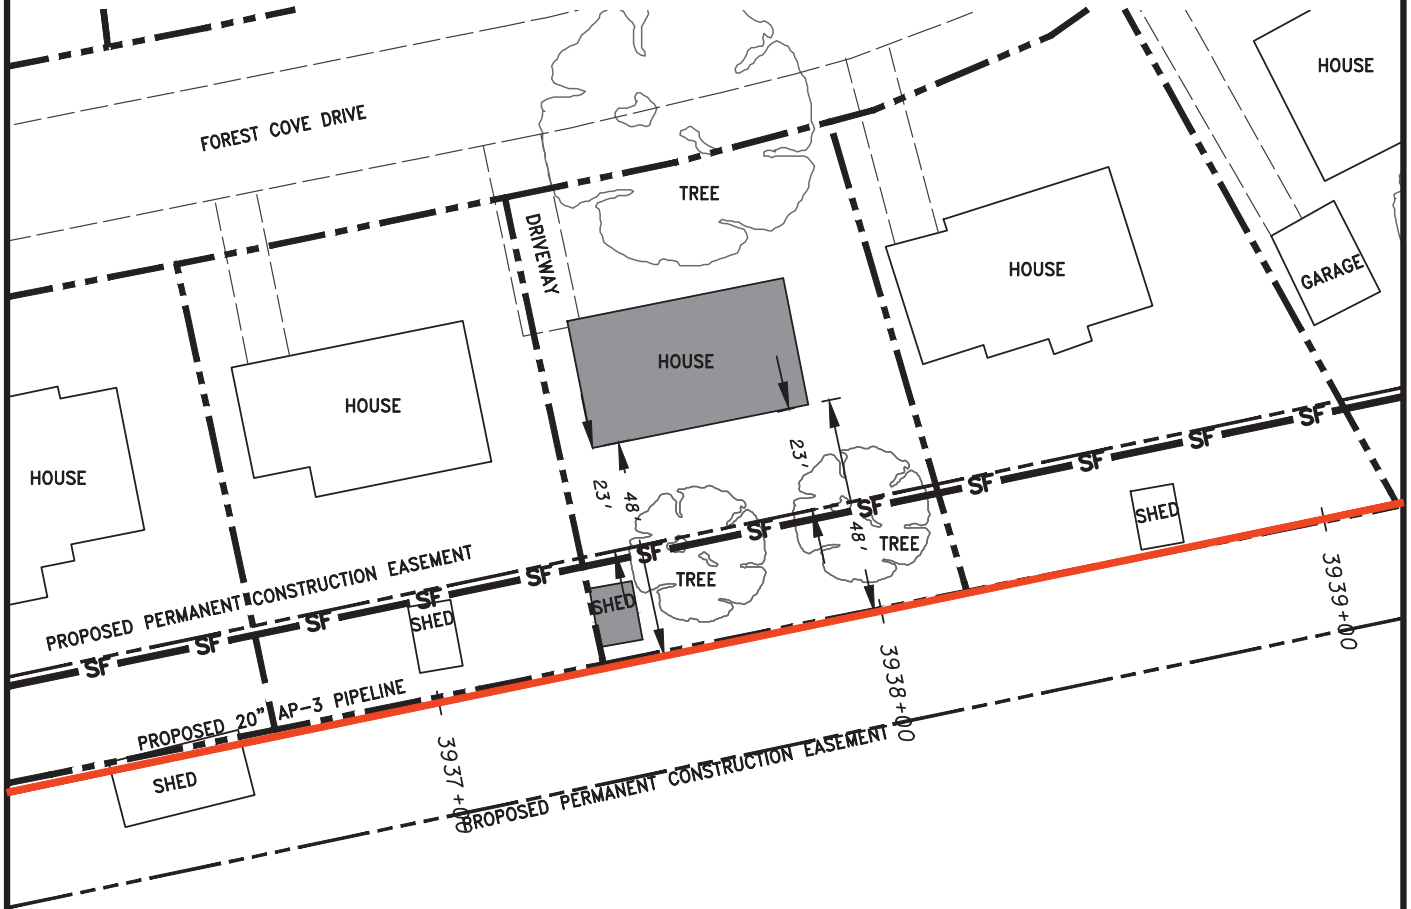 HOUSE
FOREST COVE DRIVE
TREE
DRIVEWAY
HOUSE
GARAGE
HOUSE
HOUSE
HOUSE
23'
48'
23'
48'
SF
SF
SF
SF
SF
SF
SF
SF
SF
SF
SF
SF
SHED
TREE
TREE
PROPOSED PERMANENT CONSTRUCTION EASEMENT
SHED
SHED
3939+00
3938+00
PROPOSED 20" AP-3 PIPELINE
SHED
3937+00
PROPOSED PERMANENT CONSTRUCTION EASEMENT